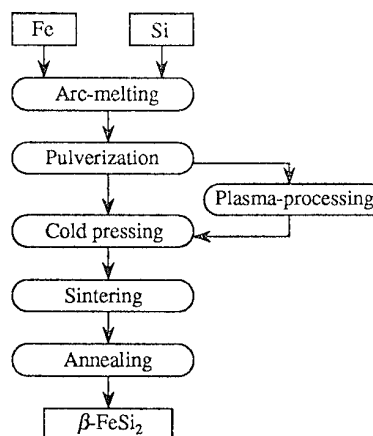 Fe
Si
Arc-melting
Pulverization
Plasma-processing
Cold pressing
Sintering
Annealing
β-FeSi₂